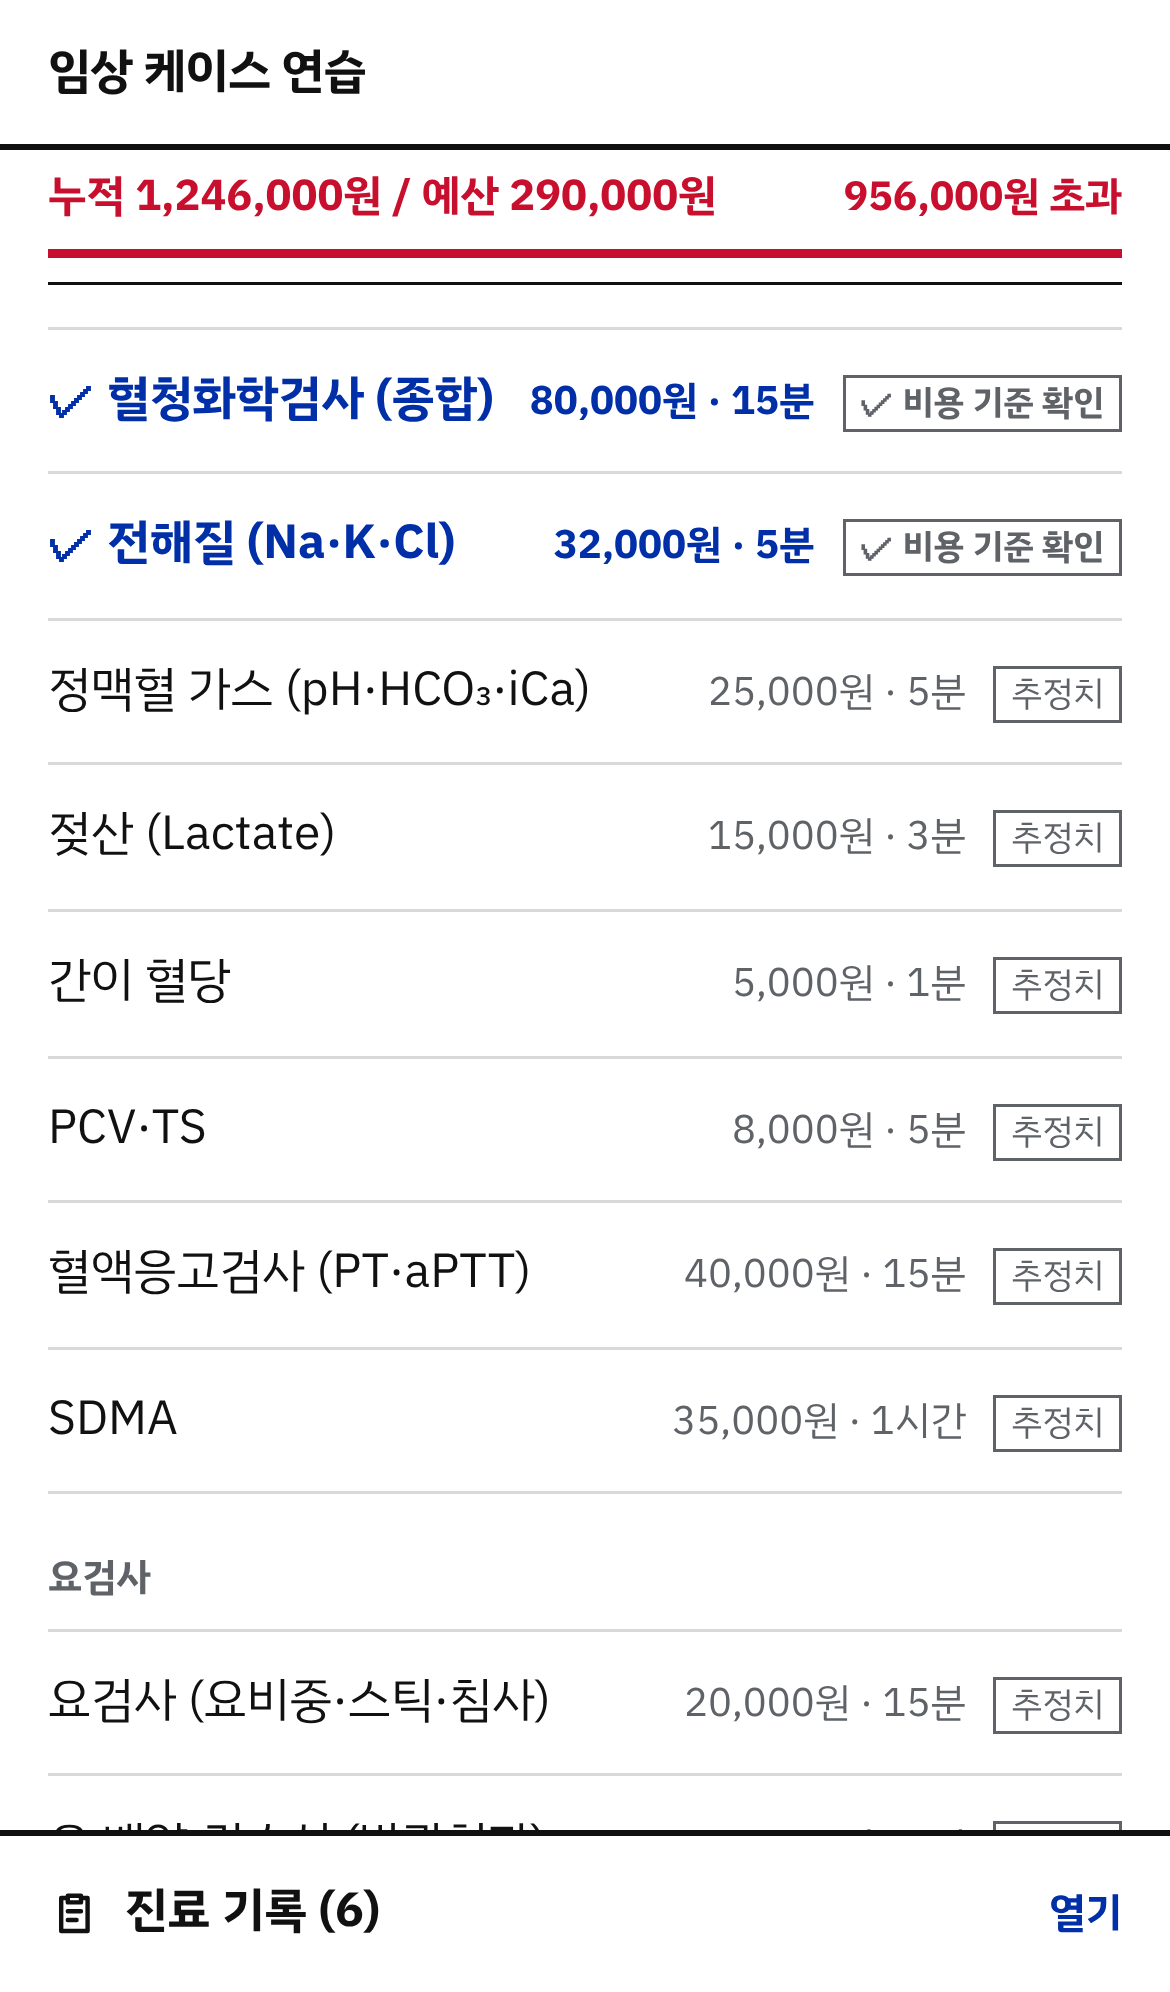 임상 케이스 연습
누적 1,246,000원 / 예산 290,000원 956,000원 초과
✓ 혈청화학검사 (종합) 80,000원 · 15분 ✓ 비용 기준 확인
✓ 전해질 (Na·K·Cl) 32,000원 · 5분 ✓ 비용 기준 확인
정맥혈 가스 (pH·HCO₃·iCa) 25,000원 · 5분 추정치
젖산 (Lactate) 15,000원 · 3분 추정치
간이 혈당 5,000원 · 1분 추정치
PCV·TS 8,000원 · 5분 추정치
혈액응고검사 (PT·aPTT) 40,000원 · 15분 추정치
SDMA 35,000원 · 1시간 추정치
요검사
요검사 (요비중·스틱·침사) 20,000원 · 15분 추정치
진료 기록 (6) 열기